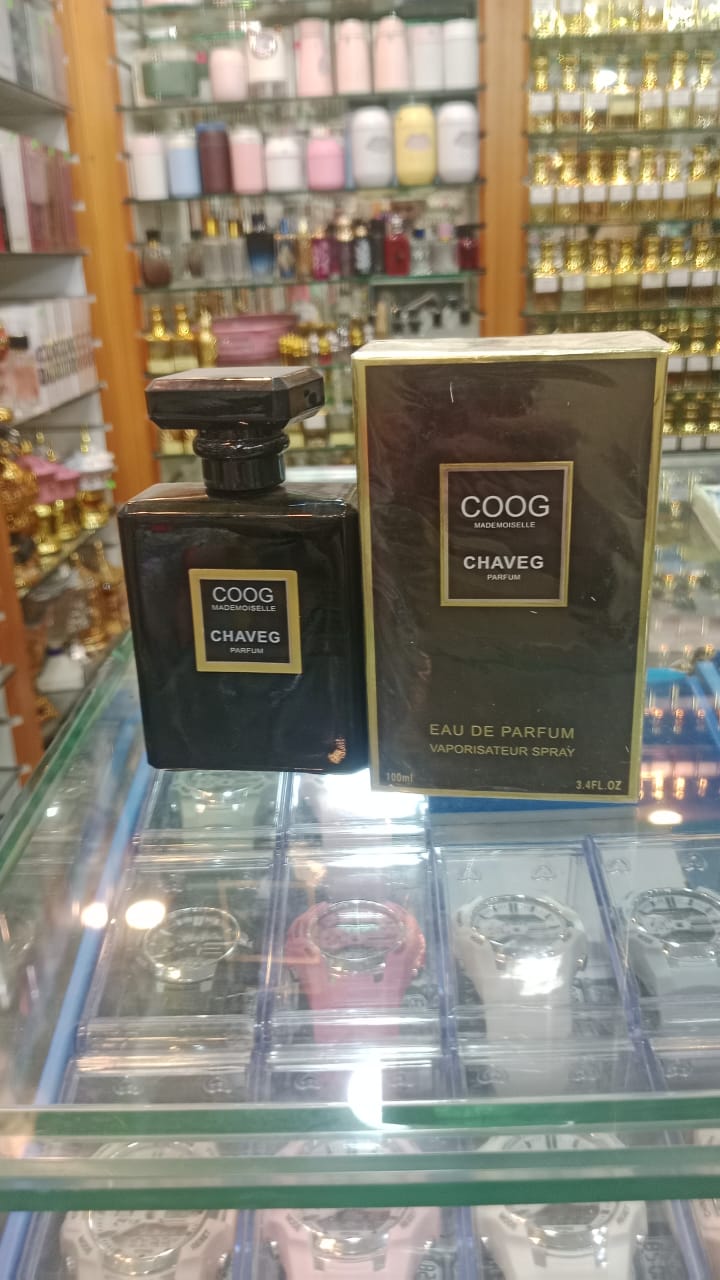 COOG
MADEMOISELLE
CHAVEG
PARFUM
COOG
MADEMOISELLE
CHAVEG
PARFUM
EAU DE PARFUM
VAPORISATEUR SPRAY
100ml
3.4FL.OZ